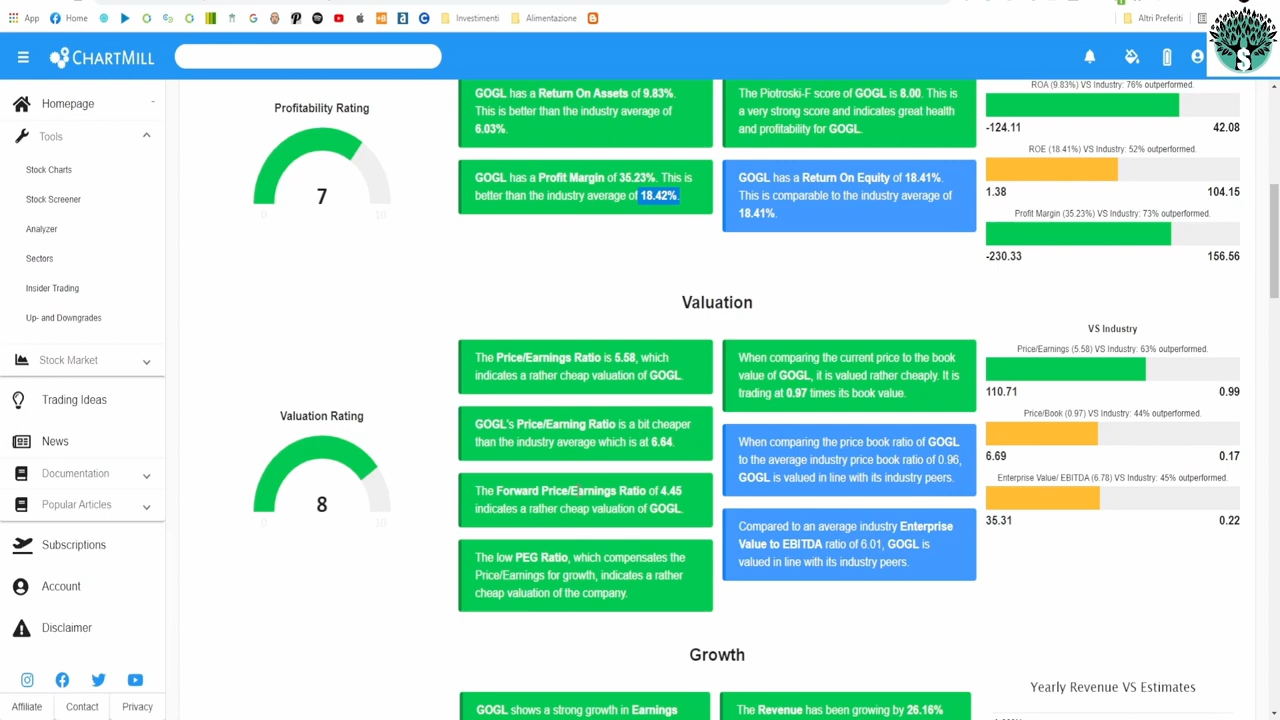 App
Home
Investimenti
Alimentazione
Altri Preferiti
CHARTMILL
Homepage
Tools
Stock Charts
Stock Screener
Analyzer
Sectors
Insider Trading
Up- and Downgrades
Stock Market
Trading Ideas
News
Documentation
Popular Articles
Subscriptions
Account
Disclaimer
Affiliate
Contact
Privacy
Profitability Rating
7
0
10
GOGL has a Return On Assets of 9.83%.
This is better than the industry average of
6.03%.
GOGL has a Profit Margin of 35.23%. This is
better than the industry average of 18.42%.
The Piotroski-F score of GOGL is 8.00. This is
a very strong score and indicates great health
and profitability for GOGL.
GOGL has a Return On Equity of 18.41%.
This is comparable to the industry average of
18.41%.
ROA (9.83%) VS Industry: 76% outperformed.
-124.11
42.08
ROE (18.41%) VS Industry: 52% outperformed.
1.38
104.15
Profit Margin (35.23%) VS Industry: 73% outperformed.
-230.33
156.56
Valuation
Valuation Rating
8
0
10
The Price/Earnings Ratio is 5.58, which
indicates a rather cheap valuation of GOGL.
GOGL's Price/Earning Ratio is a bit cheaper
than the industry average which is at 6.64.
The Forward Price/Earnings Ratio of 4.45
indicates a rather cheap valuation of GOGL.
The low PEG Ratio, which compensates the
Price/Earnings for growth, indicates a rather
cheap valuation of the company.
When comparing the current price to the book
value of GOGL, it is valued rather cheaply. It is
trading at 0.97 times its book value.
When comparing the price book ratio of GOGL
to the average industry price book ratio of 0.96,
GOGL is valued in line with its industry peers.
Compared to an average industry Enterprise
Value to EBITDA ratio of 6.01, GOGL is
valued in line with its industry peers.
VS Industry
Price/Earnings (5.58) VS Industry: 63% outperformed.
110.71
0.99
Price/Book (0.97) VS Industry: 44% outperformed.
6.69
0.17
Enterprise Value/ EBITDA (6.78) VS Industry: 45% outperformed.
35.31
0.22
Growth
GOGL shows a strong growth in Earnings
The Revenue has been growing by 26.16%
Yearly Revenue VS Estimates